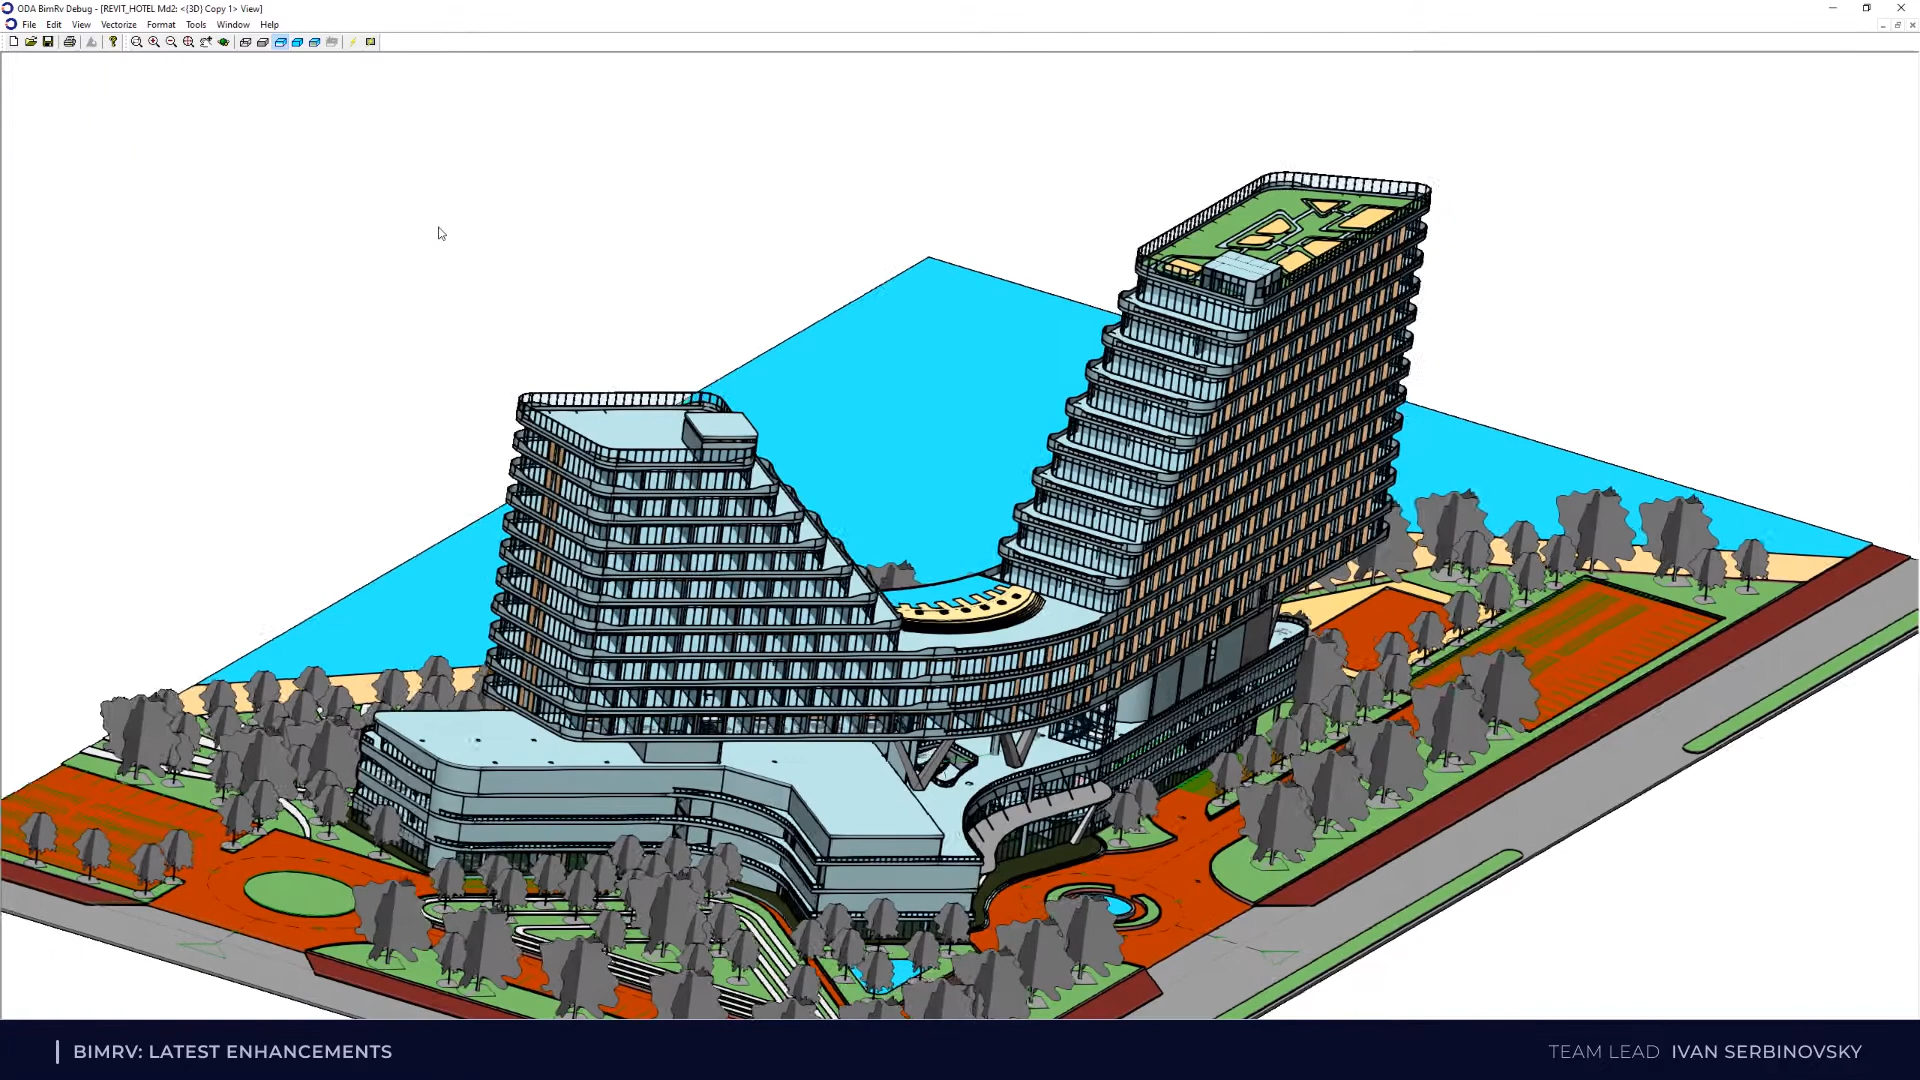 ODA BimRv Debug - [REVIT_HOTEL Md2: <{3D} Copy 1> View]
File Edit View Vectorize Format Tools Window Help
BIMRV: LATEST ENHANCEMENTS
TEAM LEAD IVAN SERBINOVSKY